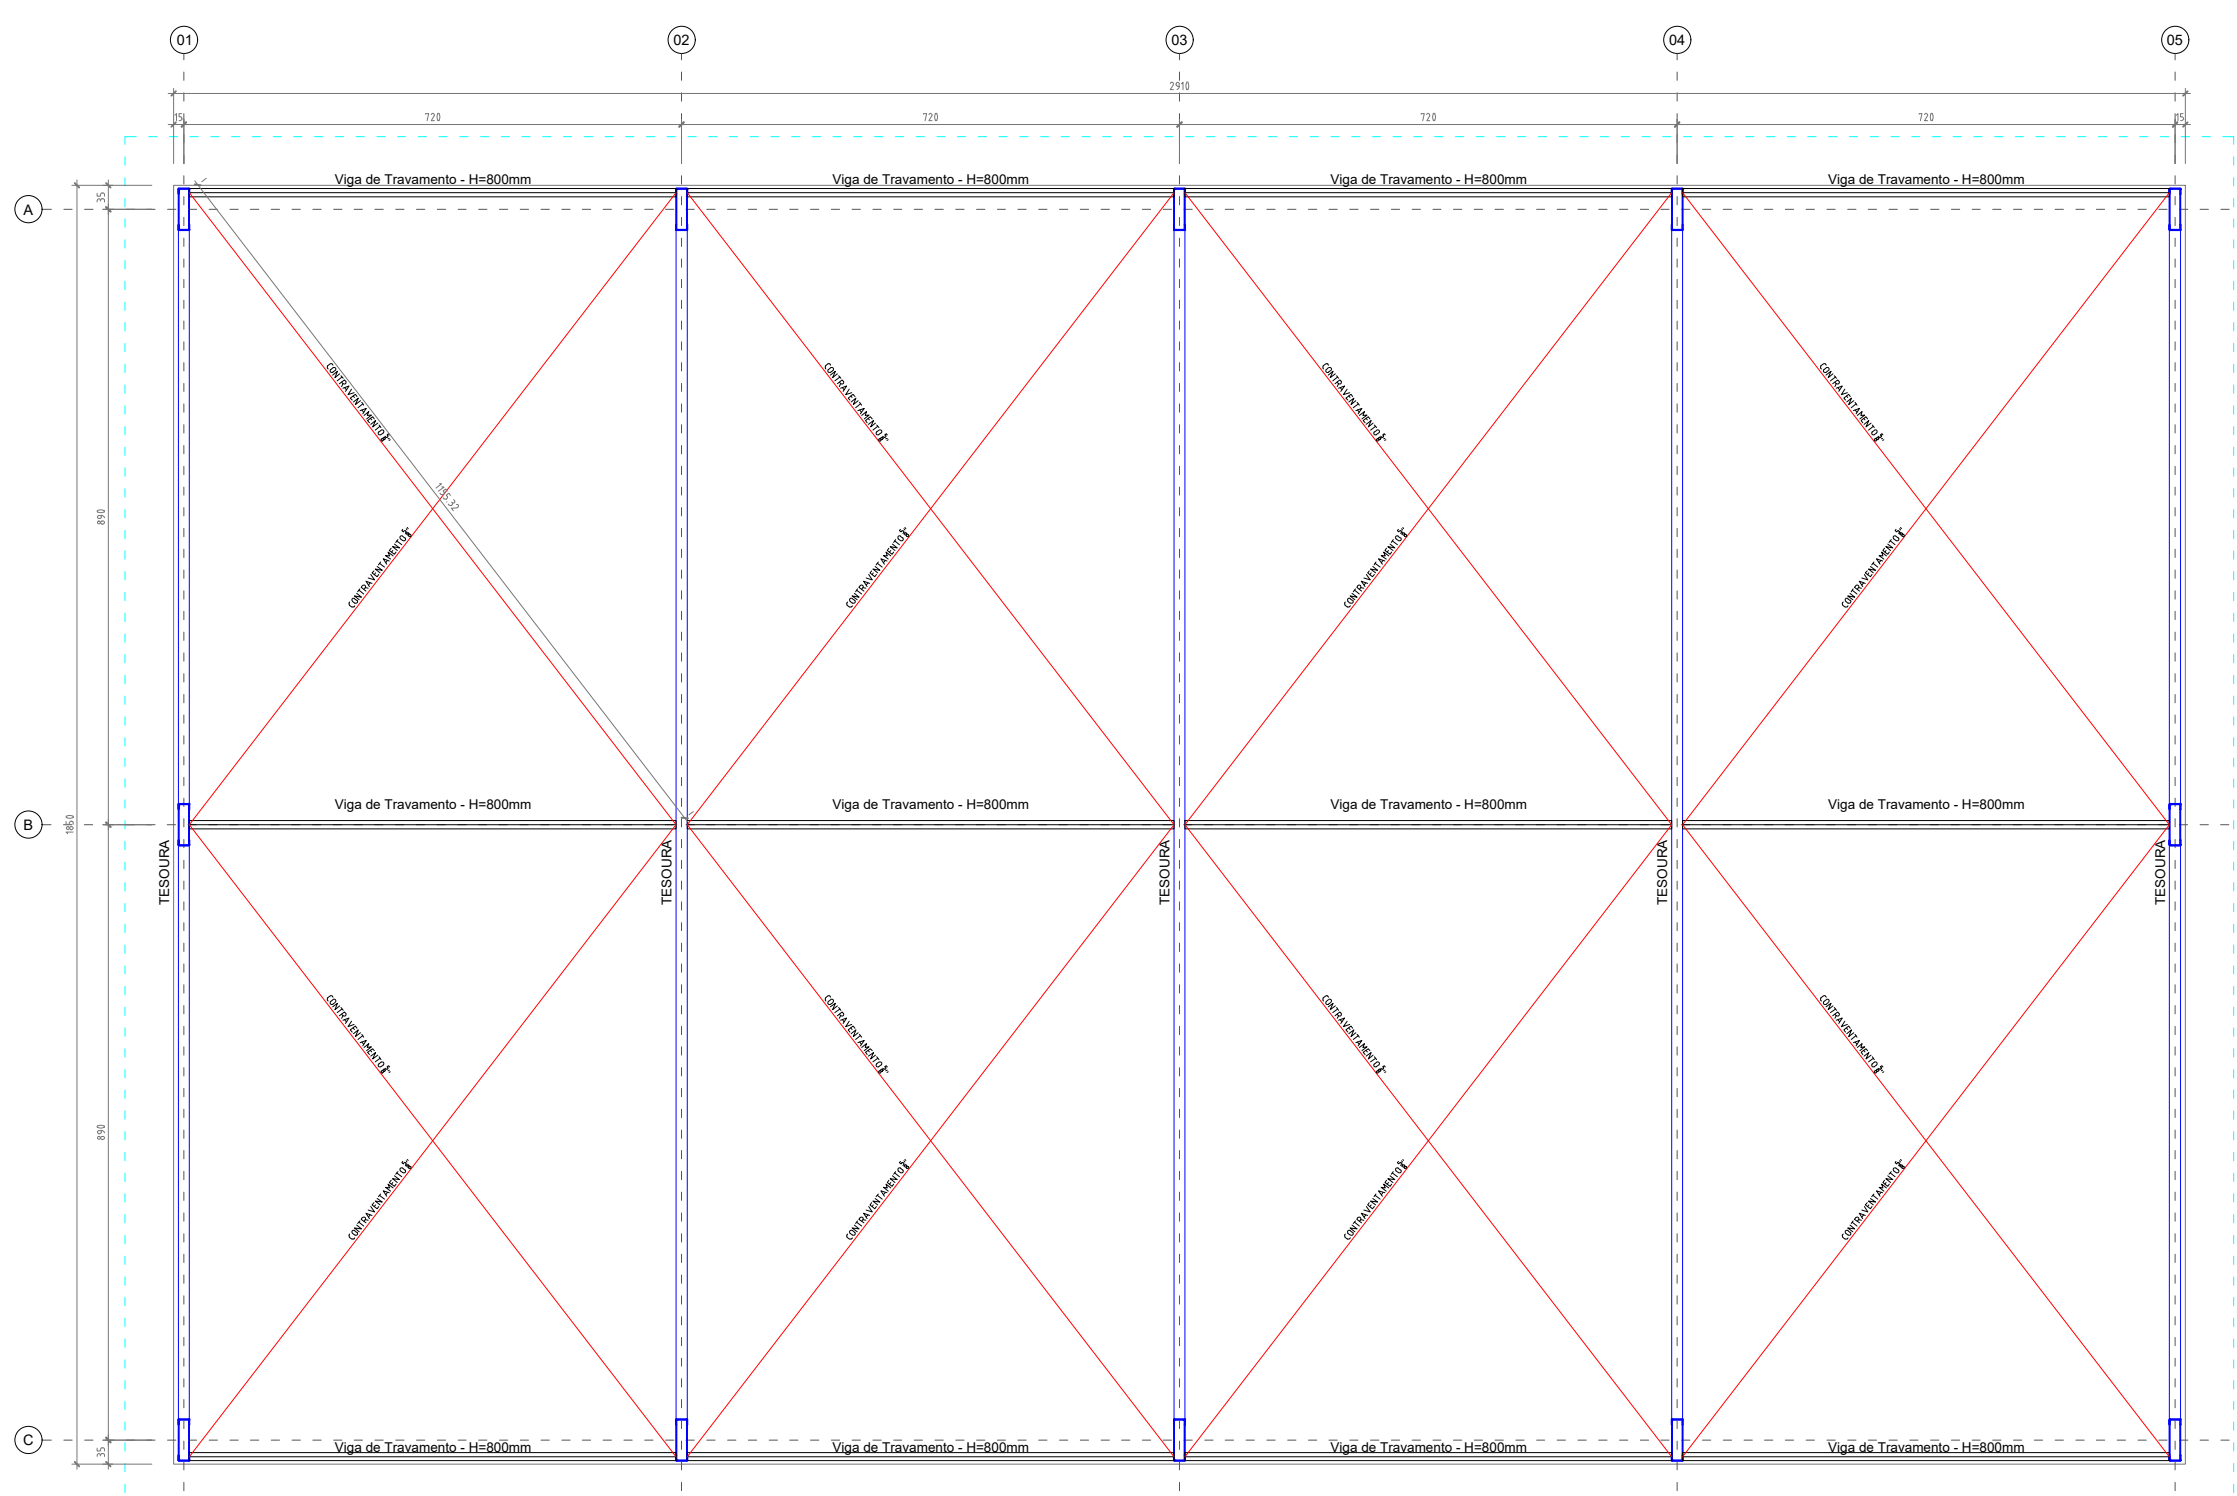 01
02
03
04
05
2910
15
720
720
720
720
15
Viga de Travamento - H=800mm
Viga de Travamento - H=800mm
Viga de Travamento - H=800mm
Viga de Travamento - H=800mm
35
A
CONTRAVENTAMENTO
CONTRAVENTAMENTO
CONTRAVENTAMENTO
CONTRAVENTAMENTO
1155.32
890
CONTRAVENTAMENTO
CONTRAVENTAMENTO
CONTRAVENTAMENTO
CONTRAVENTAMENTO
Viga de Travamento - H=800mm
Viga de Travamento - H=800mm
Viga de Travamento - H=800mm
Viga de Travamento - H=800mm
B
1850
TESOURA
TESOURA
TESOURA
TESOURA
TESOURA
CONTRAVENTAMENTO
CONTRAVENTAMENTO
CONTRAVENTAMENTO
CONTRAVENTAMENTO
890
CONTRAVENTAMENTO
CONTRAVENTAMENTO
CONTRAVENTAMENTO
CONTRAVENTAMENTO
C
35
Viga de Travamento - H=800mm
Viga de Travamento - H=800mm
Viga de Travamento - H=800mm
Viga de Travamento - H=800mm